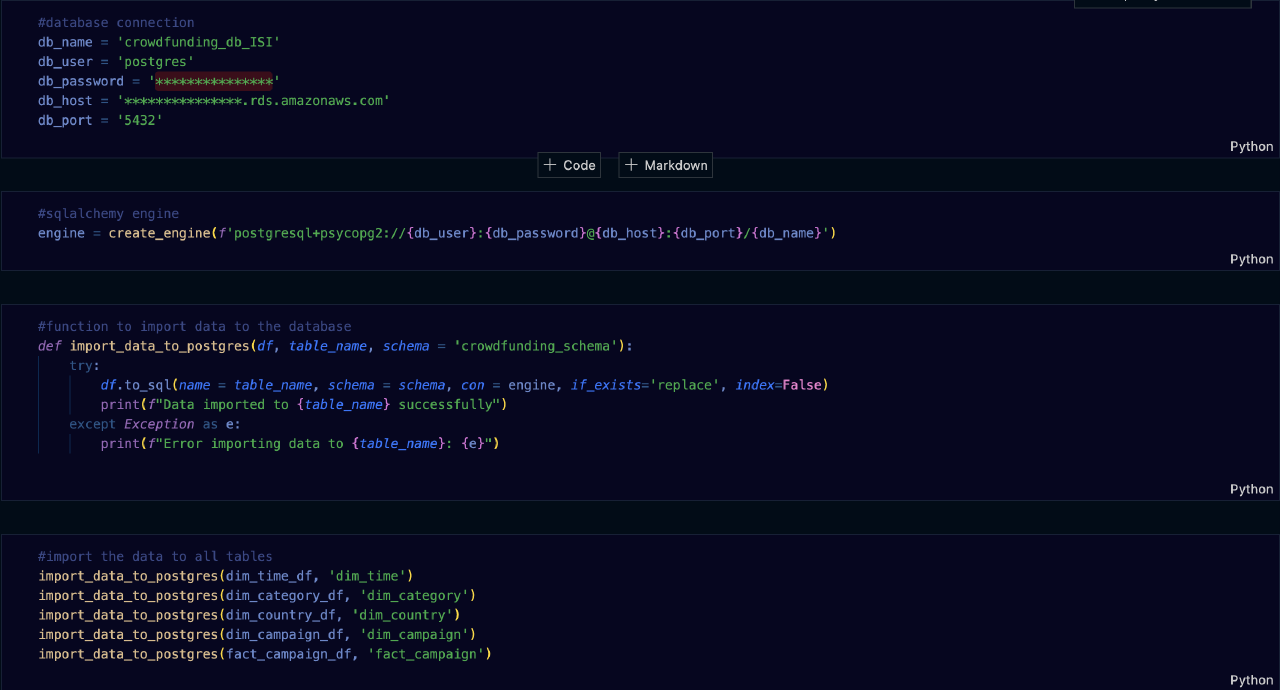 #database connection
db_name = 'crowdfunding_db_ISI'
db_user = 'postgres'
db_password = '***************'
db_host = '***************.rds.amazonaws.com'
db_port = '5432'
Python
+ Code + Markdown
#sqlalchemy engine
engine = create_engine(f'postgresql+psycopg2://{db_user}:{db_password}@{db_host}:{db_port}/{db_name}')
Python
#function to import data to the database
def import_data_to_postgres(df, table_name, schema = 'crowdfunding_schema'):
try:
df.to_sql(name = table_name, schema = schema, con = engine, if_exists='replace', index=False)
print(f"Data imported to {table_name} successfully")
except Exception as e:
print(f"Error importing data to {table_name}: {e}")
Python
#import the data to all tables
import_data_to_postgres(dim_time_df, 'dim_time')
import_data_to_postgres(dim_category_df, 'dim_category')
import_data_to_postgres(dim_country_df, 'dim_country')
import_data_to_postgres(dim_campaign_df, 'dim_campaign')
import_data_to_postgres(fact_campaign_df, 'fact_campaign')
Python